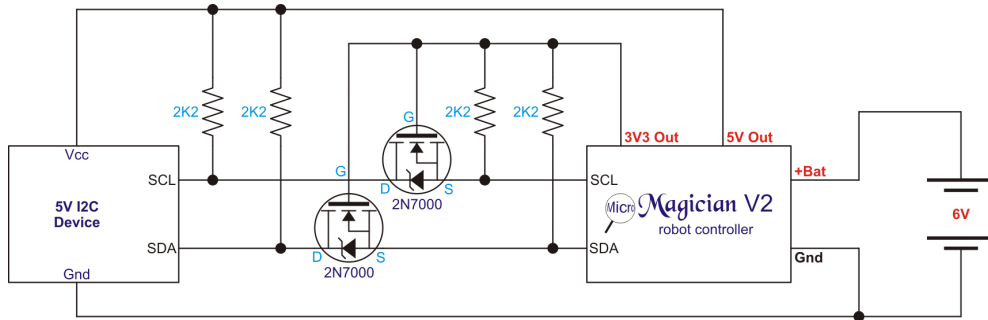 2K2
2K2
2K2
2K2
G
3V3 Out
5V Out
Vcc
SCL
D
S
SCL
+Bat
G
2N7000
5V I2C
Device
Micro Magician V2
6V
robot controller
SDA
SDA
D
S
Gnd
2N7000
Gnd